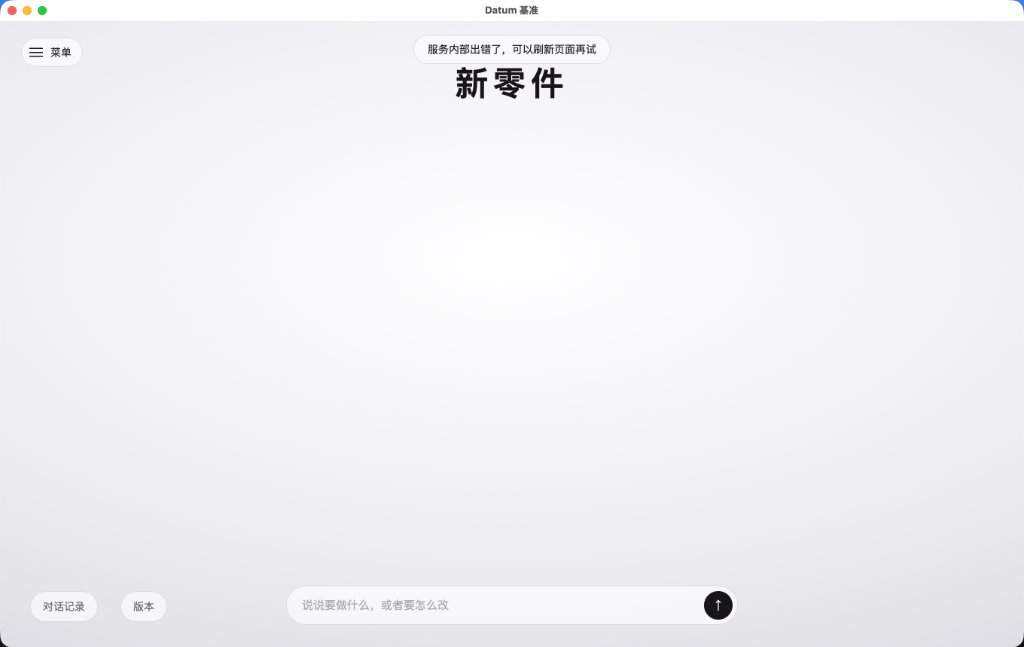 Datum 基准
菜单
服务内部出错了，可以刷新页面再试
新零件
对话记录
版本
说说要做什么，或者要怎么改